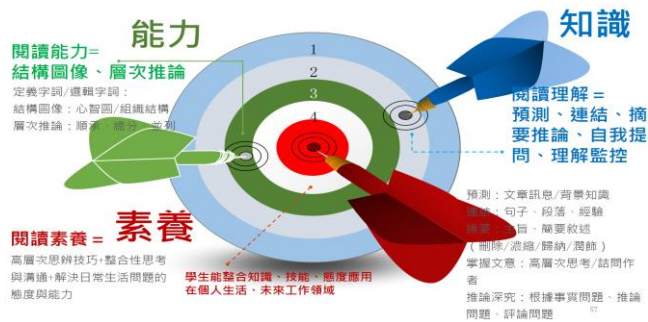 能力
閱讀能力=
結構圖像、層次推論
定義字詞/邏輯字詞：
結構圖像：心智圖/組織結構
層次推論：順承、總分、並列
1
2
3
4
知識
閱讀理解 =
預測、連結、摘
要推論、自我提
問、理解監控
預測：文章訊息/背景知識
連結：句子、段落、經驗
摘要：主旨、簡要敘述
（刪除/濃縮/歸納/潤飾）
掌握文意：高層次思考/詰問作
者
推論深究：根據事實問題、推論
問題、評論問題
57
閱讀素養 = 素養
高層次思辨技巧+整合性思考
與溝通+解決日常生活問題的
態度與能力
學生能整合知識、技能、態度應用
在個人生活、未來工作領域